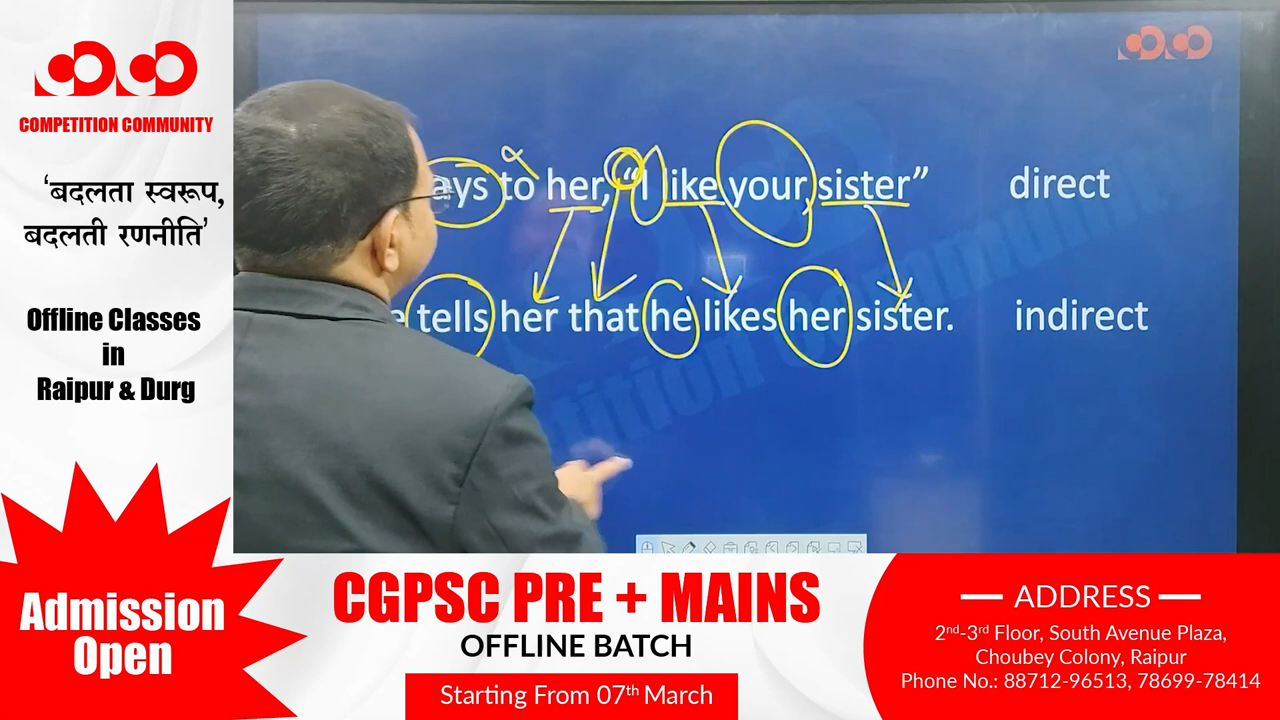 COMPETITION COMMUNITY
'बदलता स्वरूप,
बदलती रणनीति'
Offline Classes
in
Raipur & Durg
Admission
Open
ays to her, “I like your sister” direct
e tells her that he likes her sister. indirect
CGPSC PRE + MAINS
OFFLINE BATCH
Starting From 07th March
ADDRESS
2nd-3rd Floor, South Avenue Plaza,
Choubey Colony, Raipur
Phone No.: 88712-96513, 78699-78414